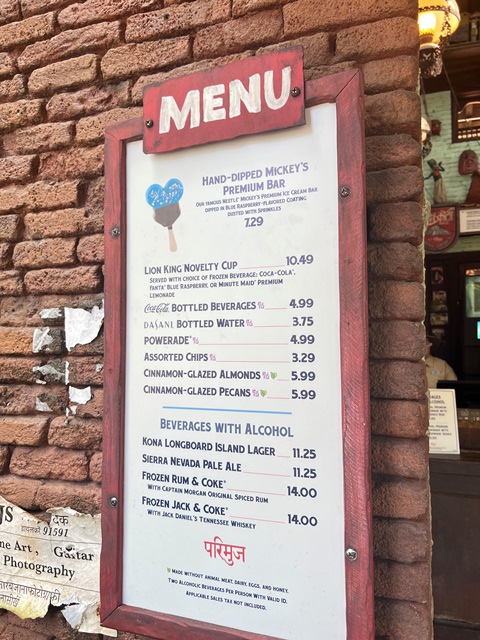 MENU
HAND-DIPPED MICKEY'S
PREMIUM BAR
OUR FAMOUS NESTLÉ® MICKEY'S PREMIUM ICE CREAM BAR
DIPPED IN BLUE RASPBERRY-FLAVORED COATING
DUSTED WITH SPRINKLES
7.29
LION KING NOVELTY CUP 10.49
SERVED WITH CHOICE OF FROZEN BEVERAGE: COCA-COLA®,
FANTA® BLUE RASPBERRY, OR MINUTE MAID® PREMIUM
LEMONADE
Coca-Cola BOTTLED BEVERAGES 4.99
DASANI BOTTLED WATER 3.75
POWERADE® 4.99
ASSORTED CHIPS 3.29
CINNAMON-GLAZED ALMONDS 5.99
CINNAMON-GLAZED PECANS 5.99
BEVERAGES WITH ALCOHOL
KONA LONGBOARD ISLAND LAGER 11.25
SIERRA NEVADA PALE ALE 11.25
FROZEN RUM & COKE® 14.00
WITH CAPTAIN MORGAN ORIGINAL SPICED RUM
FROZEN JACK & COKE® 14.00
WITH JACK DANIEL'S TENNESSEE WHISKEY
परिमुज
MADE WITHOUT ANIMAL MEAT, DAIRY, EGGS, AND HONEY.
TWO ALCOHOLIC BEVERAGES PER PERSON WITH VALID ID.
APPLICABLE SALES TAX NOT INCLUDED.
91591
Art, Guitar
Photography